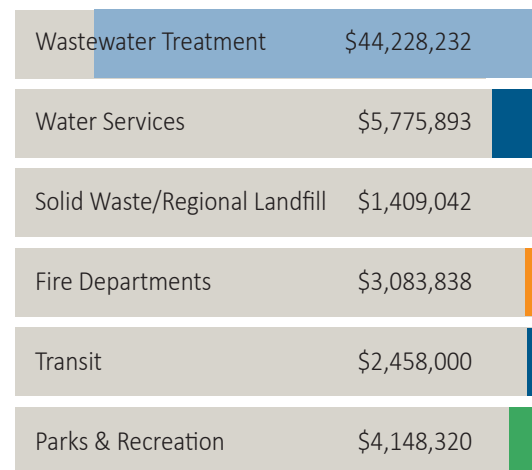 Wastewater Treatment $44,228,232
Water Services $5,775,893
Solid Waste/Regional Landfill $1,409,042
Fire Departments $3,083,838
Transit $2,458,000
Parks & Recreation $4,148,320